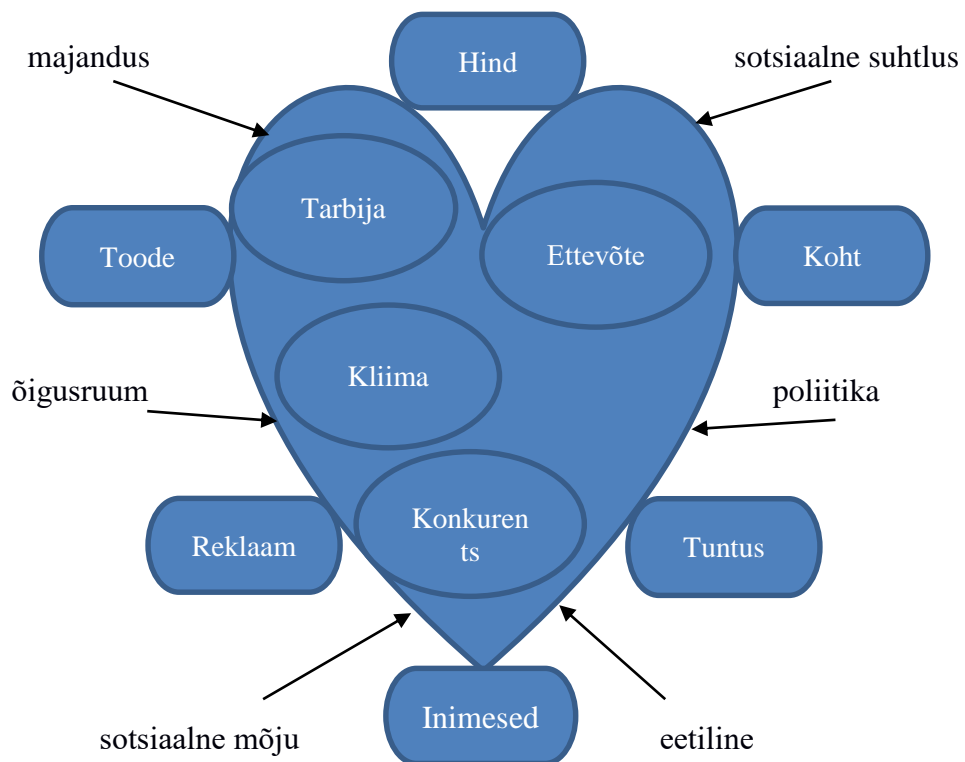 majandus
Hind
sotsiaalne suhtlus
Tarbija
Toode
Ettevõte
Koht
Kliima
õigusruum
poliitika
Reklaam
Konkuren
ts
Tuntus
Inimesed
sotsiaalne mõju
eetiline